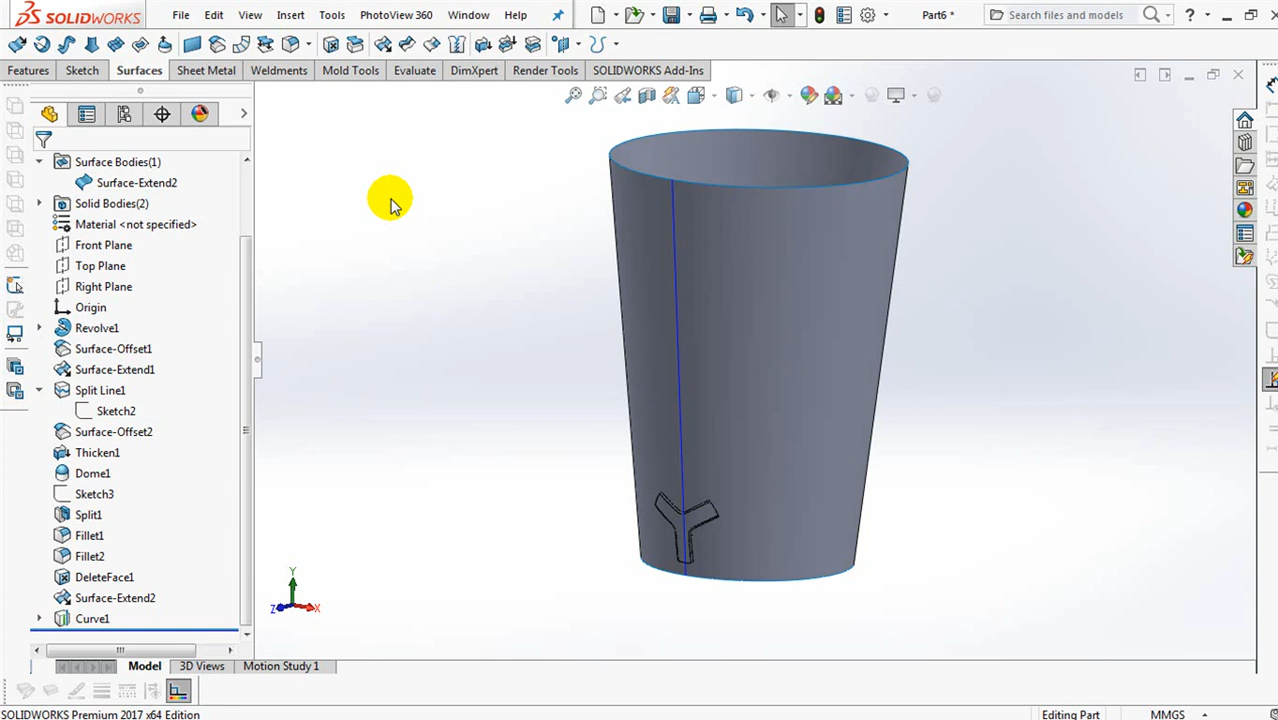 SOLIDWORKS File Edit View Insert Tools PhotoView 360 Window Help Part6 * Search files and models ?
Features Sketch Surfaces Sheet Metal Weldments Mold Tools Evaluate DimXpert Render Tools SOLIDWORKS Add-Ins
Surface Bodies(1)
Surface-Extend2
Solid Bodies(2)
Material <not specified>
Front Plane
Top Plane
Right Plane
Origin
Revolve1
Surface-Offset1
Surface-Extend1
Split Line1
Sketch2
Surface-Offset2
Thicken1
Dome1
Sketch3
Split1
Fillet1
Fillet2
DeleteFace1
Surface-Extend2
Curve1
Y
Z X
Model 3D Views Motion Study 1
SOLIDWORKS Premium 2017 x64 Edition Editing Part MMGS